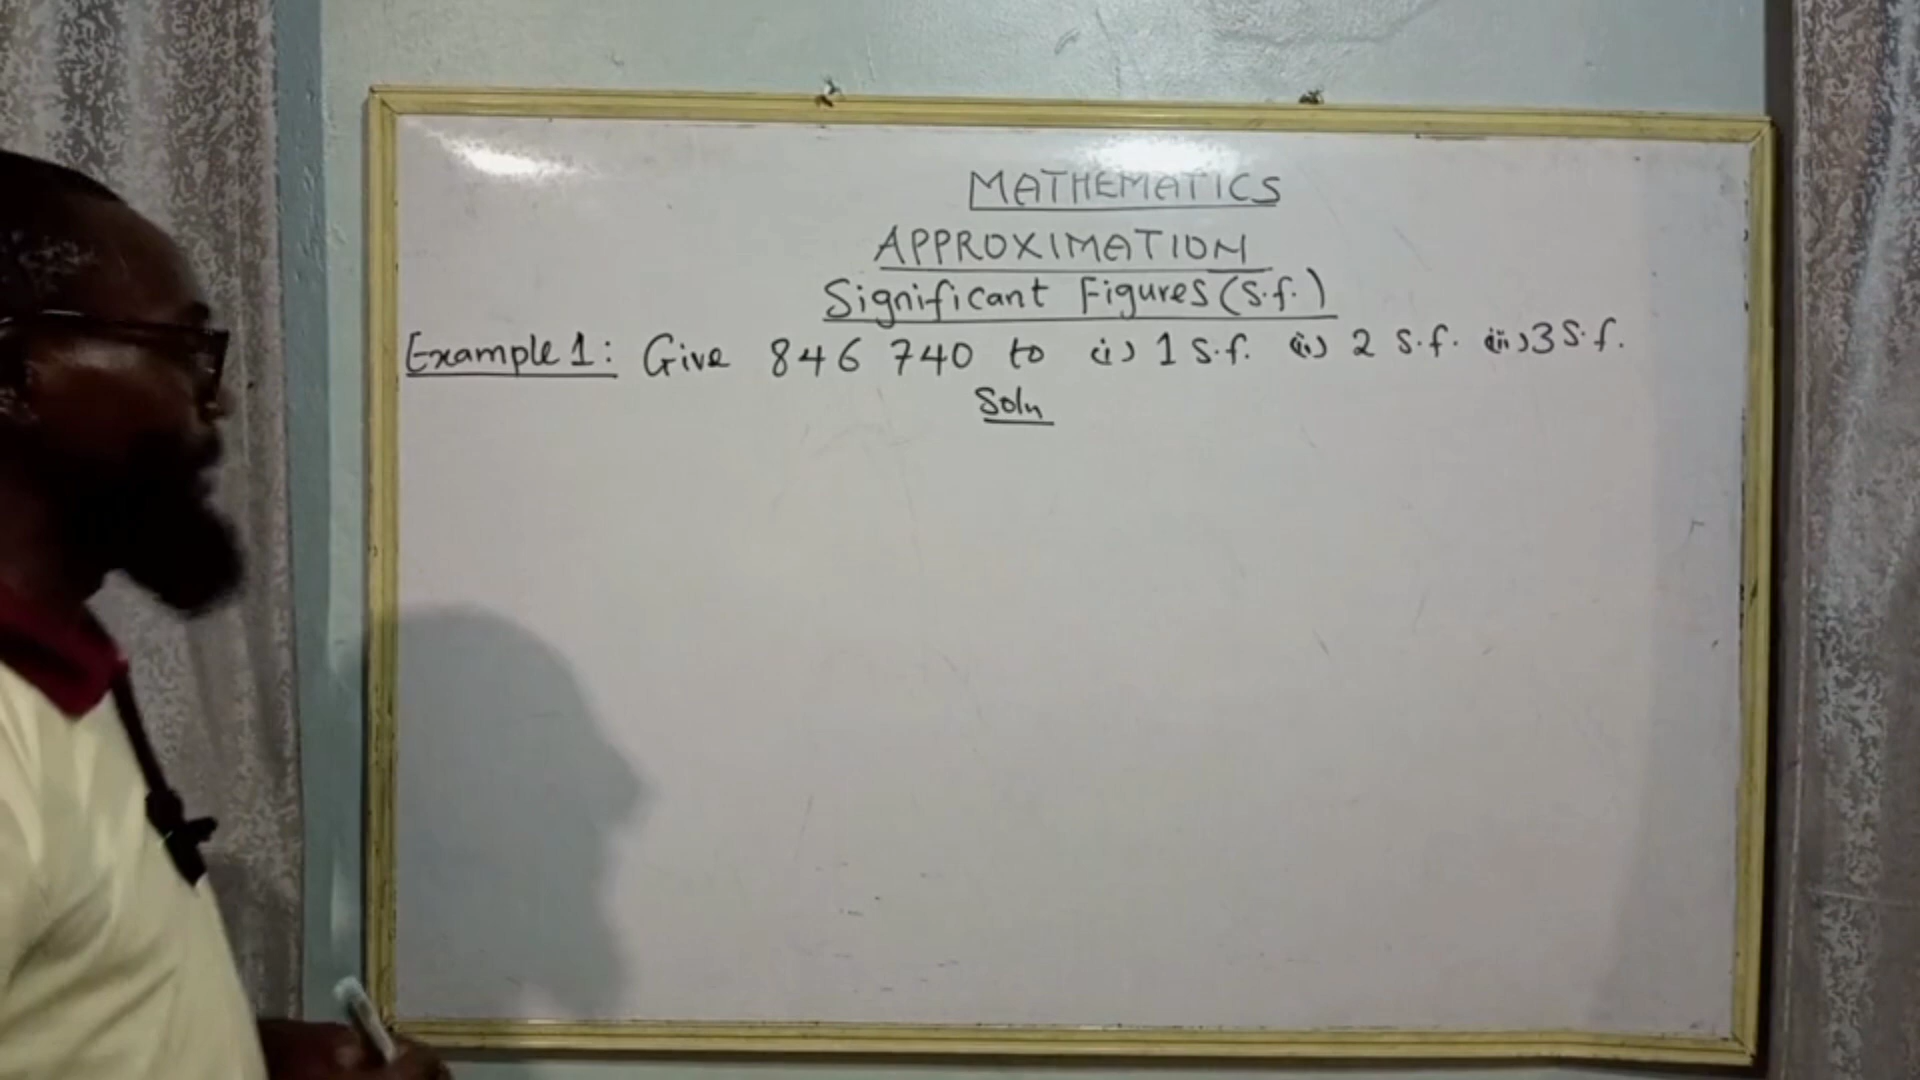 MATHEMATICS
APPROXIMATION
Significant Figures (S.f.)
Example 1: Give 846 740 to (i) 1 S.f. (ii) 2 S.f. (iii) 3 S.f.
Soln